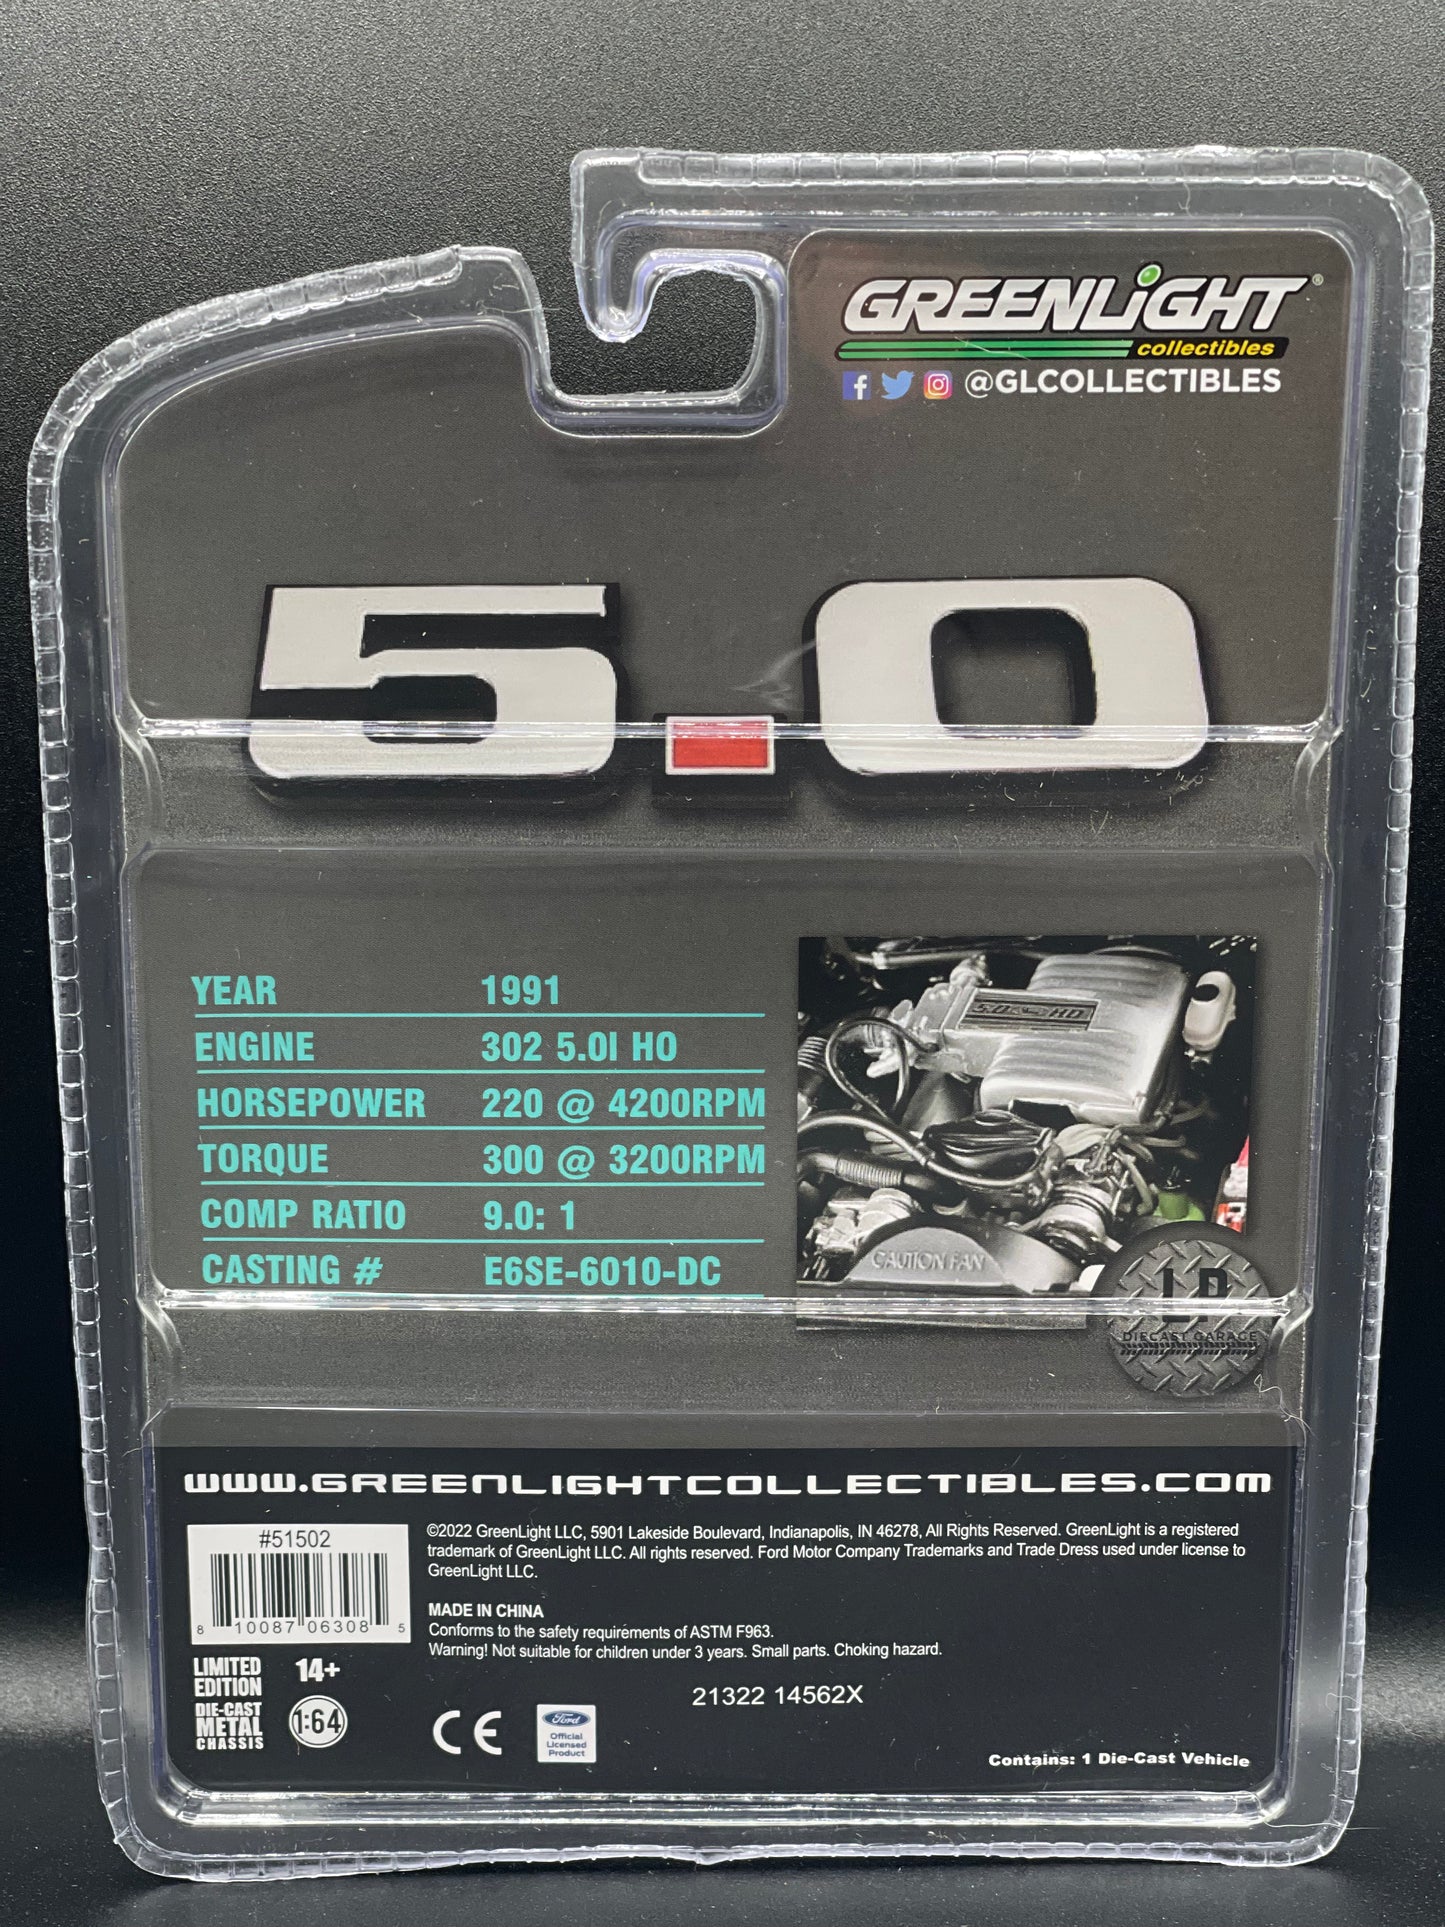 GREENLiGHT®
collectibles
@GLCOLLECTIBLES
5.0
YEAR 1991
ENGINE 302 5.0l HO
HORSEPOWER 220 @ 4200RPM
TORQUE 300 @ 3200RPM
COMP RATIO 9.0: 1
CASTING # E6SE-6010-DC
5.0 HO
CAUTION FAN
DIECAST GARAGE
www.GREENLIGHTCOLLECTIBLES.COM
#51502
8 10087 06308 5
©2022 GreenLight LLC, 5901 Lakeside Boulevard, Indianapolis, IN 46278, All Rights Reserved. GreenLight is a registered
trademark of GreenLight LLC. All rights reserved. Ford Motor Company Trademarks and Trade Dress used under license to
GreenLight LLC.
MADE IN CHINA
Conforms to the safety requirements of ASTM F963.
Warning! Not suitable for children under 3 years. Small parts. Choking hazard.
21322 14562X
LIMITED
EDITION
14+
DIE-CAST
METAL
CHASSIS
1:64
CE
Ford
Official
Licensed
Product
Contains: 1 Die-Cast Vehicle